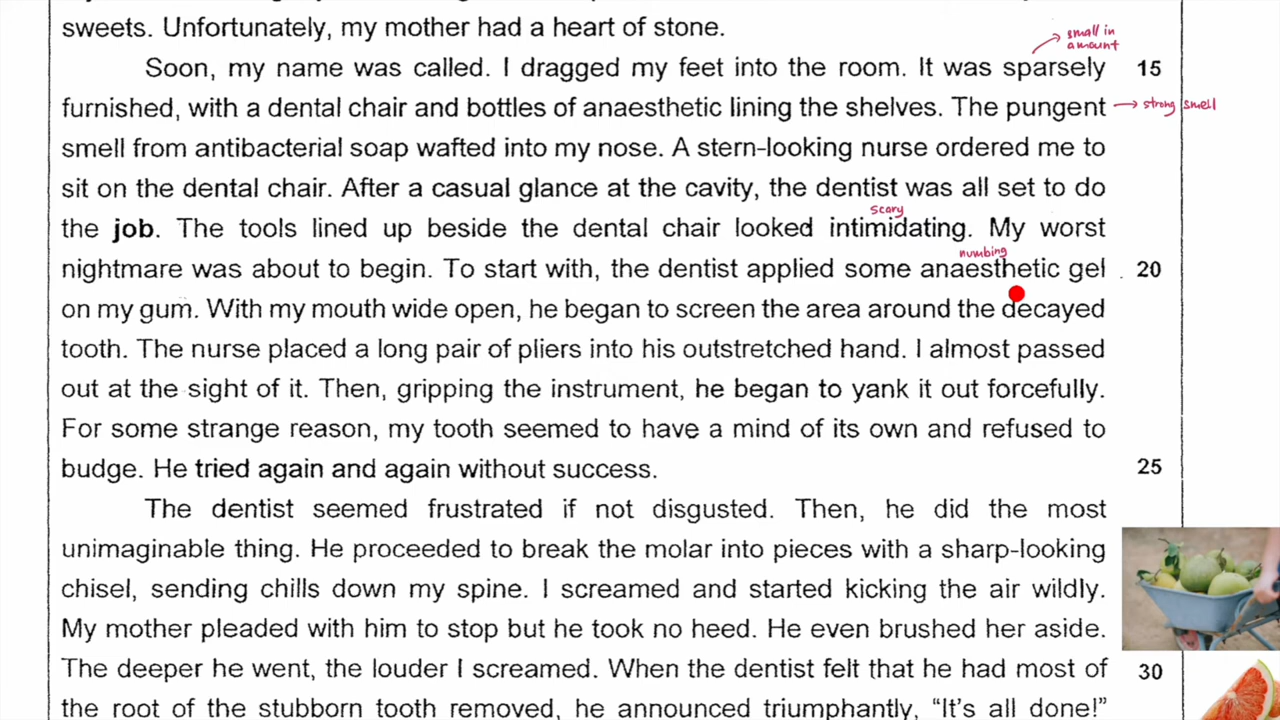 sweets. Unfortunately, my mother had a heart of stone.
small in
amount
Soon, my name was called. I dragged my feet into the room. It was sparsely 15
furnished, with a dental chair and bottles of anaesthetic lining the shelves. The pungent → strong smell
smell from antibacterial soap wafted into my nose. A stern-looking nurse ordered me to
sit on the dental chair. After a casual glance at the cavity, the dentist was all set to do
scary
the job. The tools lined up beside the dental chair looked intimidating. My worst
numbing
nightmare was about to begin. To start with, the dentist applied some anaesthetic gel 20
on my gum. With my mouth wide open, he began to screen the area around the decayed
tooth. The nurse placed a long pair of pliers into his outstretched hand. I almost passed
out at the sight of it. Then, gripping the instrument, he began to yank it out forcefully.
For some strange reason, my tooth seemed to have a mind of its own and refused to
budge. He tried again and again without success. 25
The dentist seemed frustrated if not disgusted. Then, he did the most
unimaginable thing. He proceeded to break the molar into pieces with a sharp-looking
chisel, sending chills down my spine. I screamed and started kicking the air wildly.
My mother pleaded with him to stop but he took no heed. He even brushed her aside.
The deeper he went, the louder I screamed. When the dentist felt that he had most of 30
the root of the stubborn tooth removed, he announced triumphantly, “It's all done!”